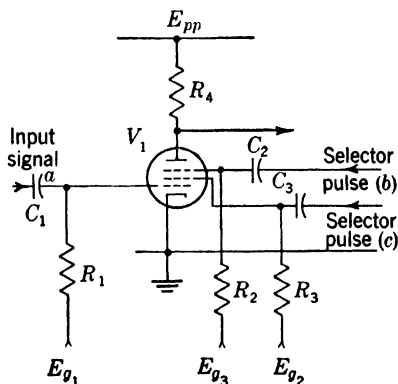 E_pp
R_4
V_1
Input
signal
a
C_1
C_2
Selector
pulse (b)
C_3
Selector
pulse (c)
R_1
R_2
R_3
E_g1
E_g3
E_g2